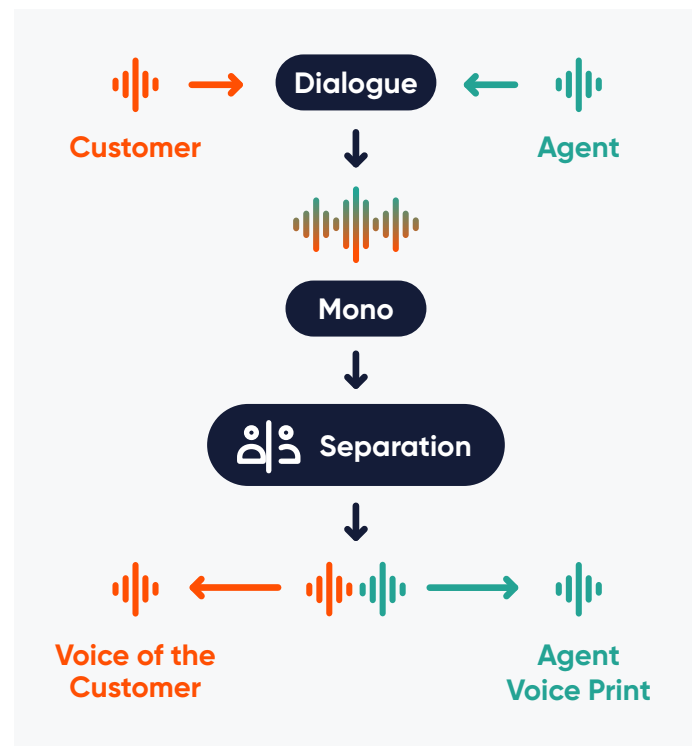 Dialogue
Customer
Agent
Mono
Separation
Voice of the
Customer
Agent
Voice Print